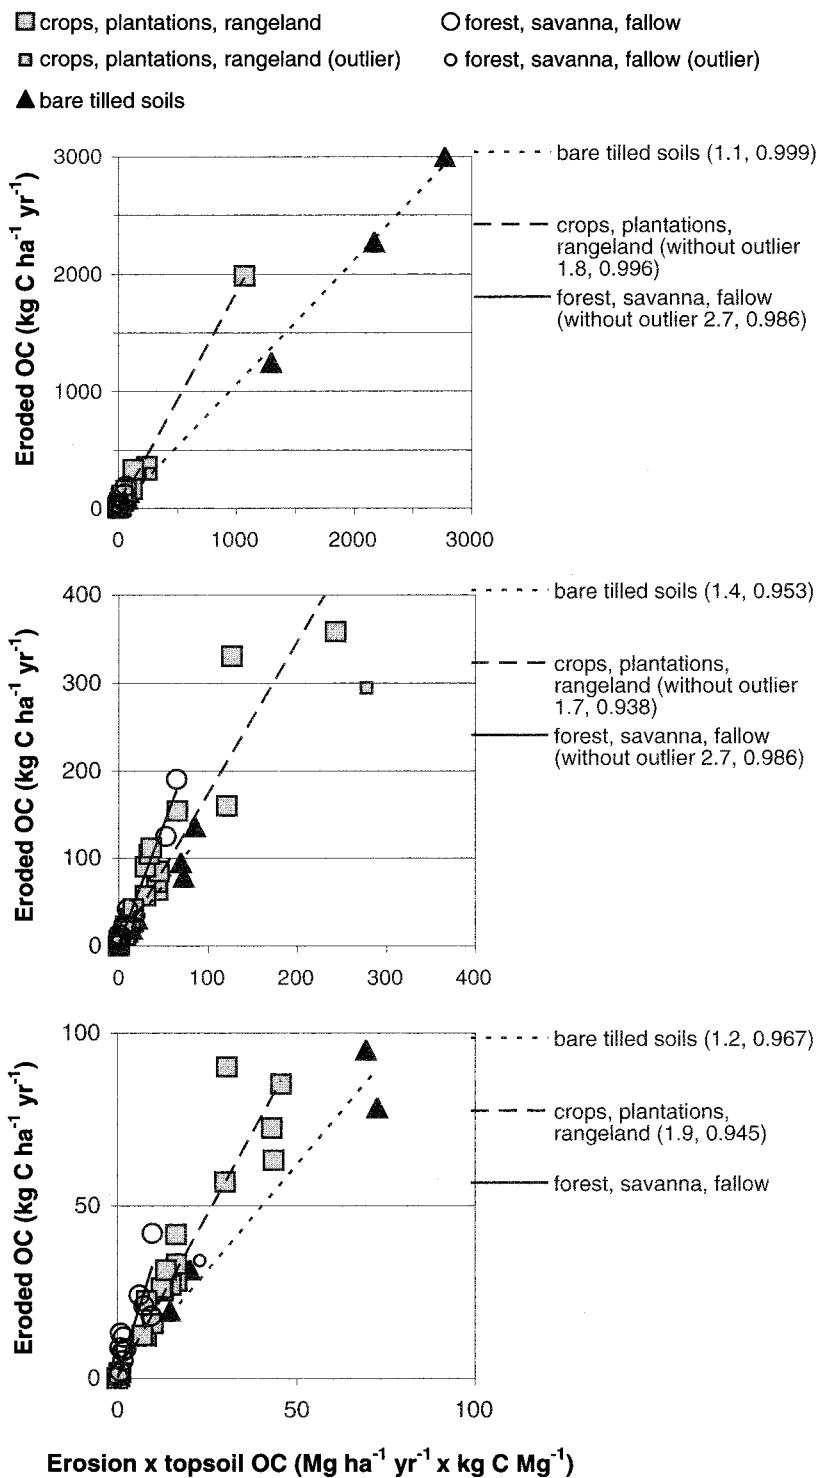 crops, plantations, rangeland
forest, savanna, fallow
crops, plantations, rangeland (outlier)
forest, savanna, fallow (outlier)
bare tilled soils
Eroded OC (kg C ha⁻¹ yr⁻¹)
3000
2000
1000
0
0 1000 2000 3000
bare tilled soils (1.1, 0.999)
crops, plantations,
rangeland (without outlier
1.8, 0.996)
forest, savanna, fallow
(without outlier 2.7, 0.986)
Eroded OC (kg C ha⁻¹ yr⁻¹)
400
300
200
100
0
0 100 200 300 400
bare tilled soils (1.4, 0.953)
crops, plantations,
rangeland (without outlier
1.7, 0.938)
forest, savanna, fallow
(without outlier 2.7, 0.986)
Eroded OC (kg C ha⁻¹ yr⁻¹)
100
50
0
0 50 100
bare tilled soils (1.2, 0.967)
crops, plantations,
rangeland (1.9, 0.945)
forest, savanna, fallow
Erosion x topsoil OC (Mg ha⁻¹ yr⁻¹ x kg C Mg⁻¹)